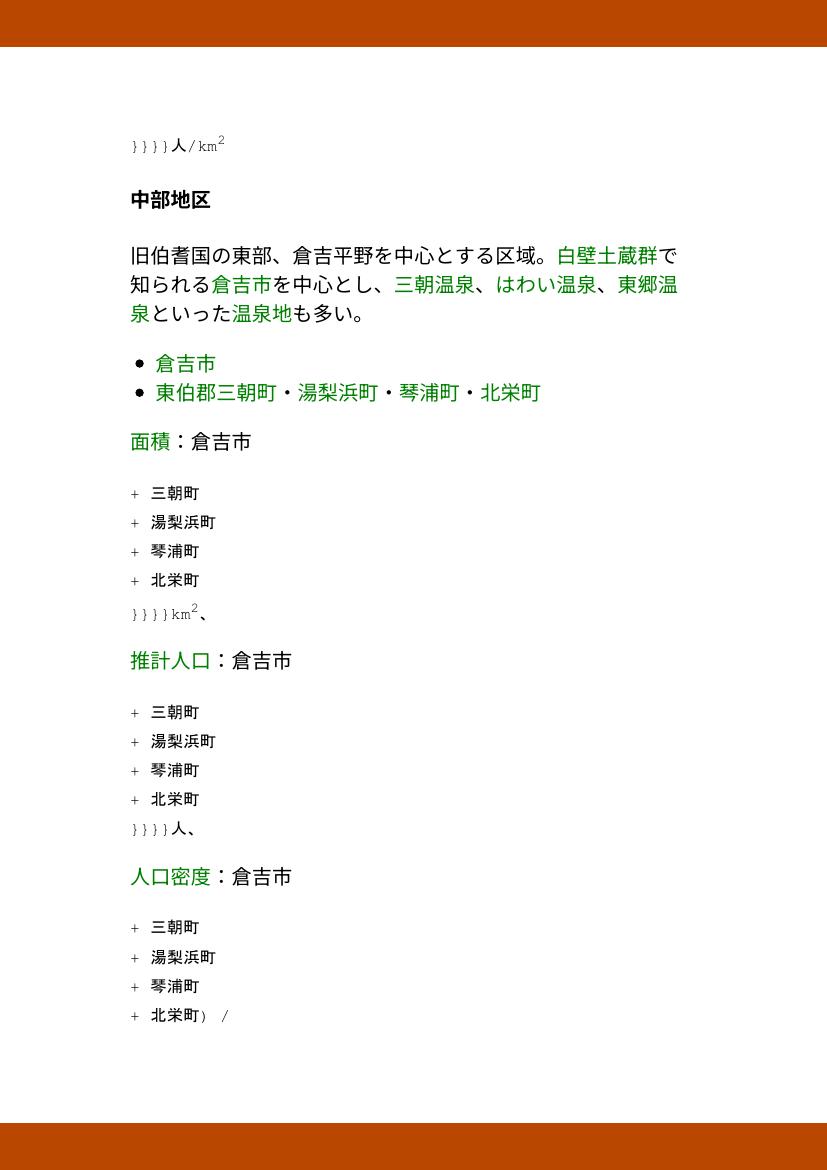 }}}}人/km2
中部地区
旧伯耆国の東部、倉吉平野を中心とする区域。白壁土蔵群で
知られる倉吉市を中心とし、三朝温泉、はわい温泉、東郷温
泉といった温泉地も多い。
● 倉吉市
● 東伯郡三朝町・湯梨浜町・琴浦町・北栄町
面積：倉吉市
+ 三朝町
+ 湯梨浜町
+ 琴浦町
+ 北栄町
}}}}km2、
推計人口：倉吉市
+ 三朝町
+ 湯梨浜町
+ 琴浦町
+ 北栄町
}}}}人、
人口密度：倉吉市
+ 三朝町
+ 湯梨浜町
+ 琴浦町
+ 北栄町) /